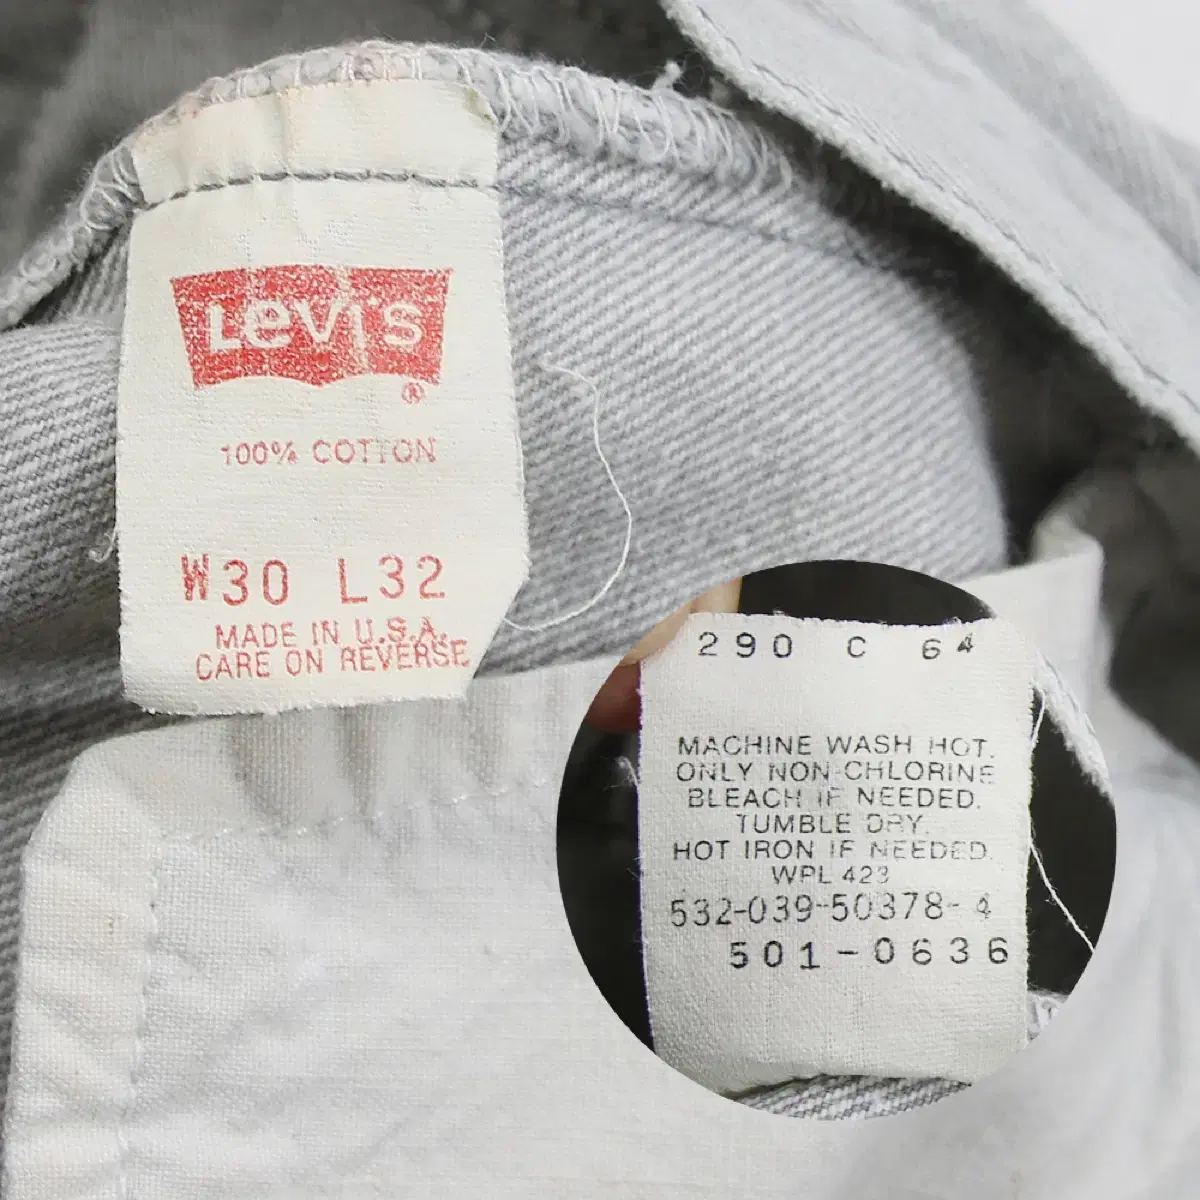 Levi's
®
100% COTTON
W30 L32
MADE IN U.S.A.
CARE ON REVERSE
290 C 64
MACHINE WASH HOT.
ONLY NON-CHLORINE
BLEACH IF NEEDED.
TUMBLE DRY.
HOT IRON IF NEEDED.
WPL 423
532-039-50378-4
501-0636